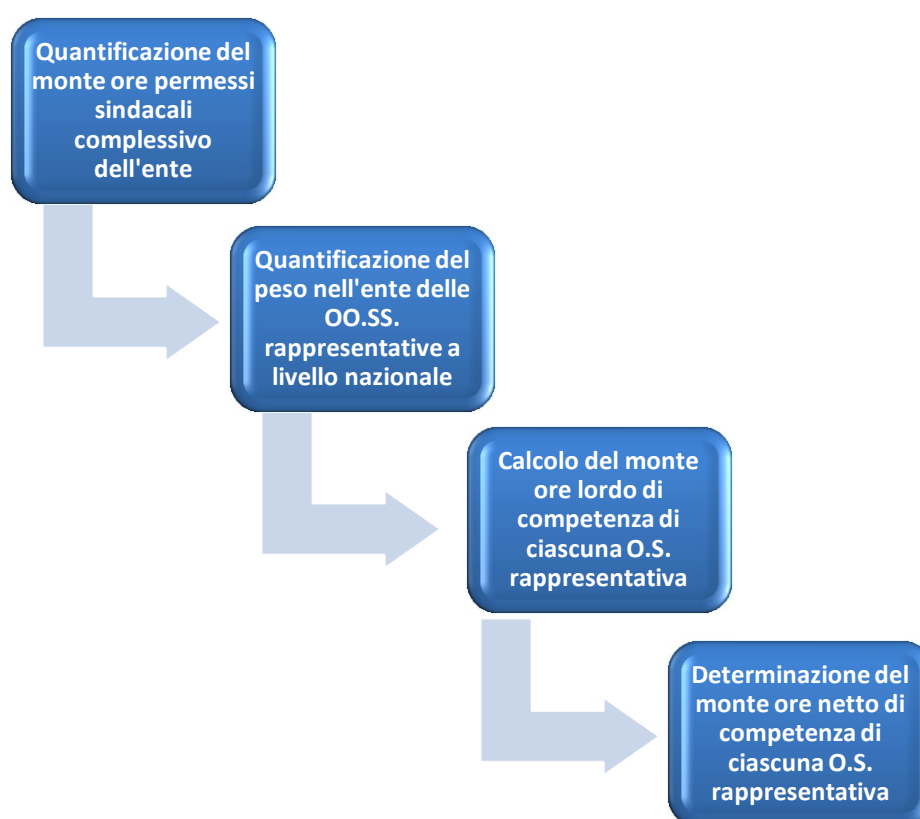 Quantificazione del
monte ore permessi
sindacali
complessivo
dell'ente
Quantificazione del
peso nell'ente delle
OO.SS.
rappresentative a
livello nazionale
Calcolo del monte
ore lordo di
competenza di
ciascuna O.S.
rappresentativa
Determinazione del
monte ore netto di
competenza di
ciascuna O.S.
rappresentativa